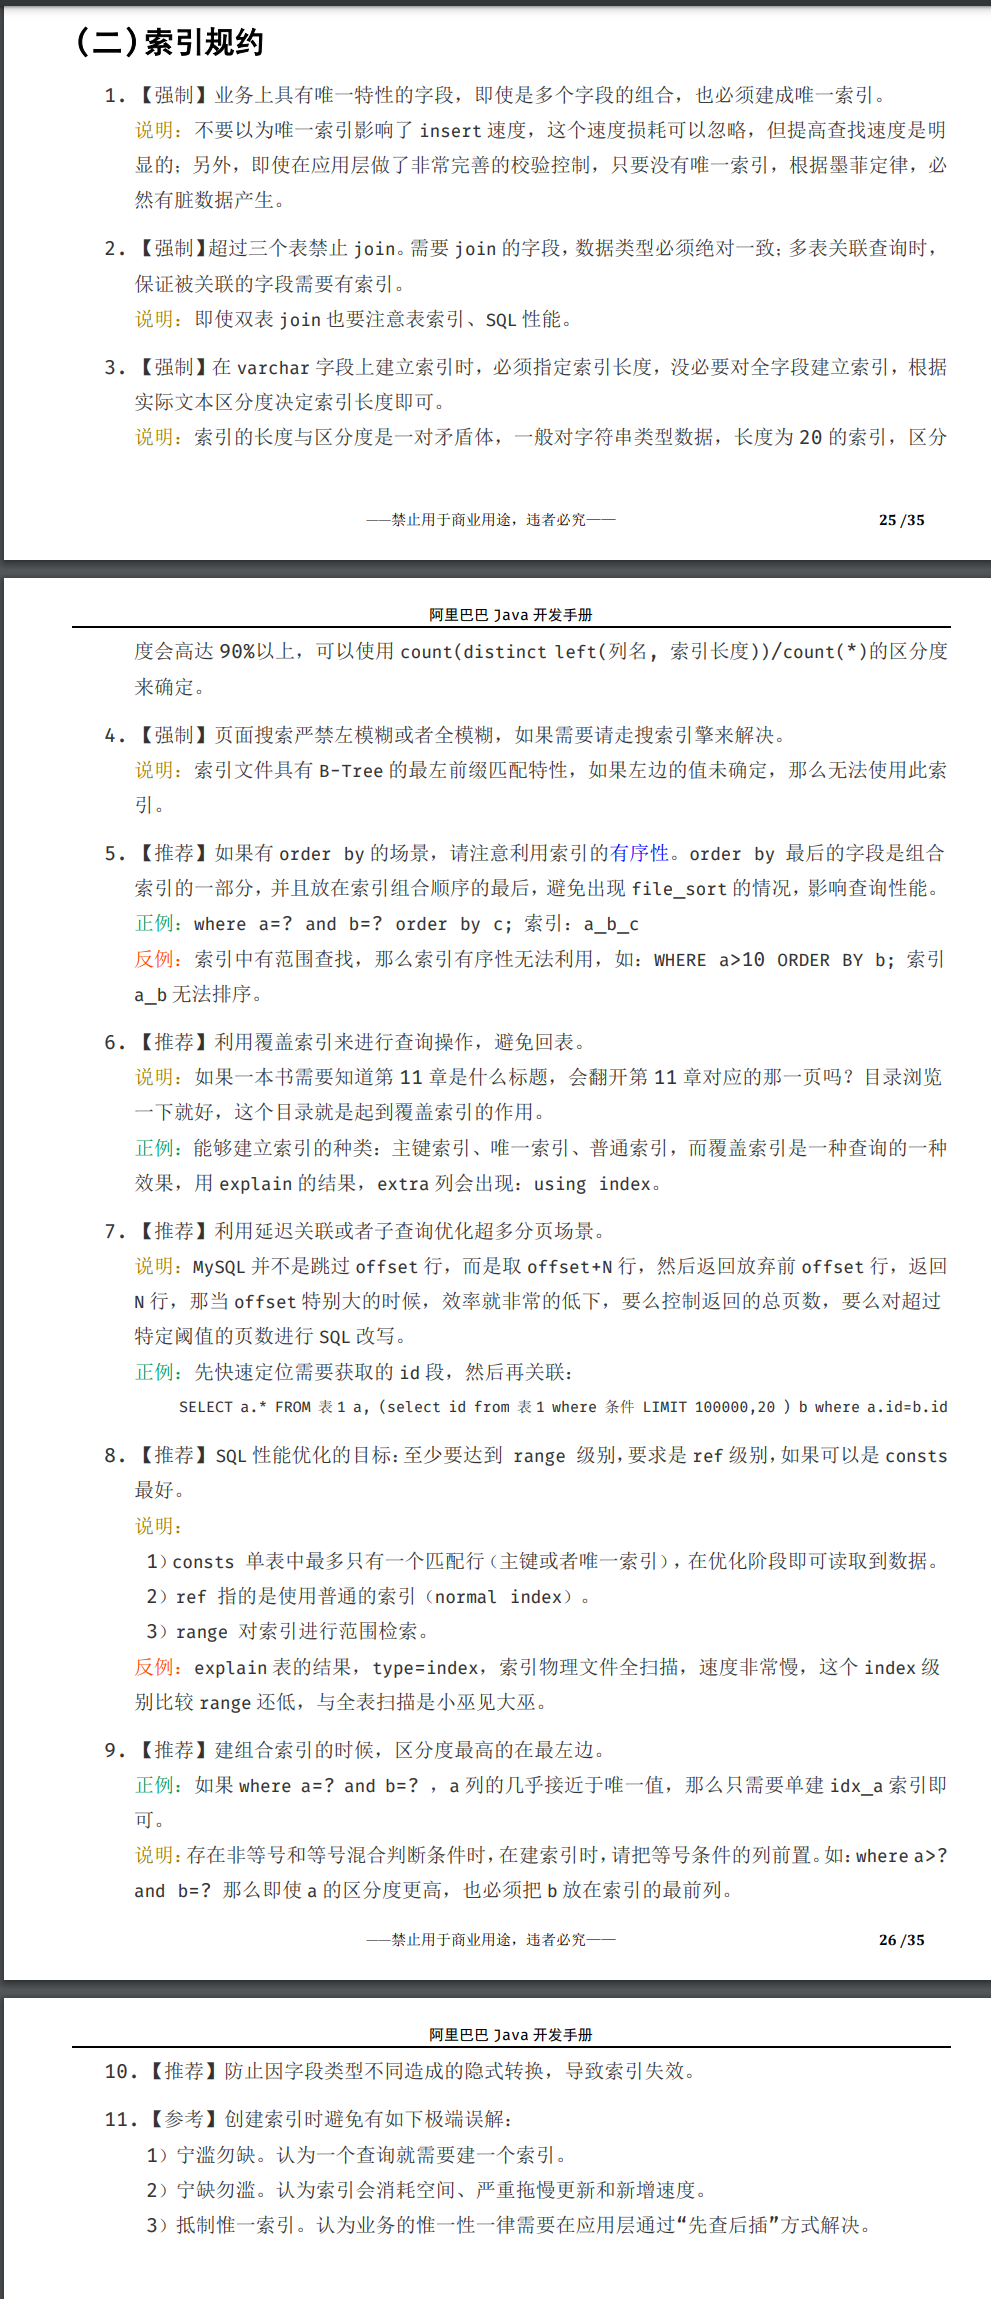 (二)索引规约
1. 【强制】业务上具有唯一特性的字段，即使是多个字段的组合，也必须建成唯一索引。
说明：不要以为唯一索引影响了 insert 速度，这个速度损耗可以忽略，但提高查找速度是明
显的；另外，即使在应用层做了非常完善的校验控制，只要没有唯一索引，根据墨菲定律，必
然有脏数据产生。
2. 【强制】超过三个表禁止 join。需要 join 的字段，数据类型必须绝对一致；多表关联查询时，
保证被关联的字段需要有索引。
说明：即使双表 join 也要注意表索引、SQL 性能。
3. 【强制】在 varchar 字段上建立索引时，必须指定索引长度，没必要对全字段建立索引，根据
实际文本区分度决定索引长度即可。
说明：索引的长度与区分度是一对矛盾体，一般对字符串类型数据，长度为 20 的索引，区分
——禁止用于商业用途，违者必究——
25 /35
阿里巴巴 Java 开发手册
度会高达 90%以上，可以使用 count(distinct left(列名, 索引长度))/count(*)的区分度
来确定。
4. 【强制】页面搜索严禁左模糊或者全模糊，如果需要请走搜索引擎来解决。
说明：索引文件具有 B-Tree 的最左前缀匹配特性，如果左边的值未确定，那么无法使用此索
引。
5. 【推荐】如果有 order by 的场景，请注意利用索引的有序性。order by 最后的字段是组合
索引的一部分，并且放在索引组合顺序的最后，避免出现 file_sort 的情况，影响查询性能。
正例：where a=? and b=? order by c; 索引：a_b_c
反例：索引中有范围查找，那么索引有序性无法利用，如：WHERE a>10 ORDER BY b; 索引
a_b 无法排序。
6. 【推荐】利用覆盖索引来进行查询操作，避免回表。
说明：如果一本书需要知道第 11 章是什么标题，会翻开第 11 章对应的那一页吗？目录浏览
一下就好，这个目录就是起到覆盖索引的作用。
正例：能够建立索引的种类：主键索引、唯一索引、普通索引，而覆盖索引是一种查询的一种
效果，用 explain 的结果，extra 列会出现：using index。
7. 【推荐】利用延迟关联或者子查询优化超多分页场景。
说明：MySQL 并不是跳过 offset 行，而是取 offset+N 行，然后返回放弃前 offset 行，返回
N 行，那当 offset 特别大的时候，效率就非常的低下，要么控制返回的总页数，要么对超过
特定阈值的页数进行 SQL 改写。
正例：先快速定位需要获取的 id 段，然后再关联：
SELECT a.* FROM 表 1 a, (select id from 表 1 where 条件 LIMIT 100000,20 ) b where a.id=b.id
8. 【推荐】SQL 性能优化的目标：至少要达到 range 级别，要求是 ref 级别，如果可以是 consts
最好。
说明：
1）consts 单表中最多只有一个匹配行（主键或者唯一索引），在优化阶段即可读取到数据。
2）ref 指的是使用普通的索引（normal index）。
3）range 对索引进行范围检索。
反例：explain 表的结果，type=index，索引物理文件全扫描，速度非常慢，这个 index 级
别比较 range 还低，与全表扫描是小巫见大巫。
9. 【推荐】建组合索引的时候，区分度最高的在最左边。
正例：如果 where a=? and b=? ，a 列的几乎接近于唯一值，那么只需要单建 idx_a 索引即
可。
说明：存在非等号和等号混合判断条件时，在建索引时，请把等号条件的列前置。如：where a>?
and b=? 那么即使 a 的区分度更高，也必须把 b 放在索引的最前列。
——禁止用于商业用途，违者必究——
26 /35
阿里巴巴 Java 开发手册
10. 【推荐】防止因字段类型不同造成的隐式转换，导致索引失效。
11. 【参考】创建索引时避免有如下极端误解：
1）宁滥勿缺。认为一个查询就需要建一个索引。
2）宁缺勿滥。认为索引会消耗空间、严重拖慢更新和新增速度。
3）抵制惟一索引。认为业务的惟一性一律需要在应用层通过“先查后插”方式解决。